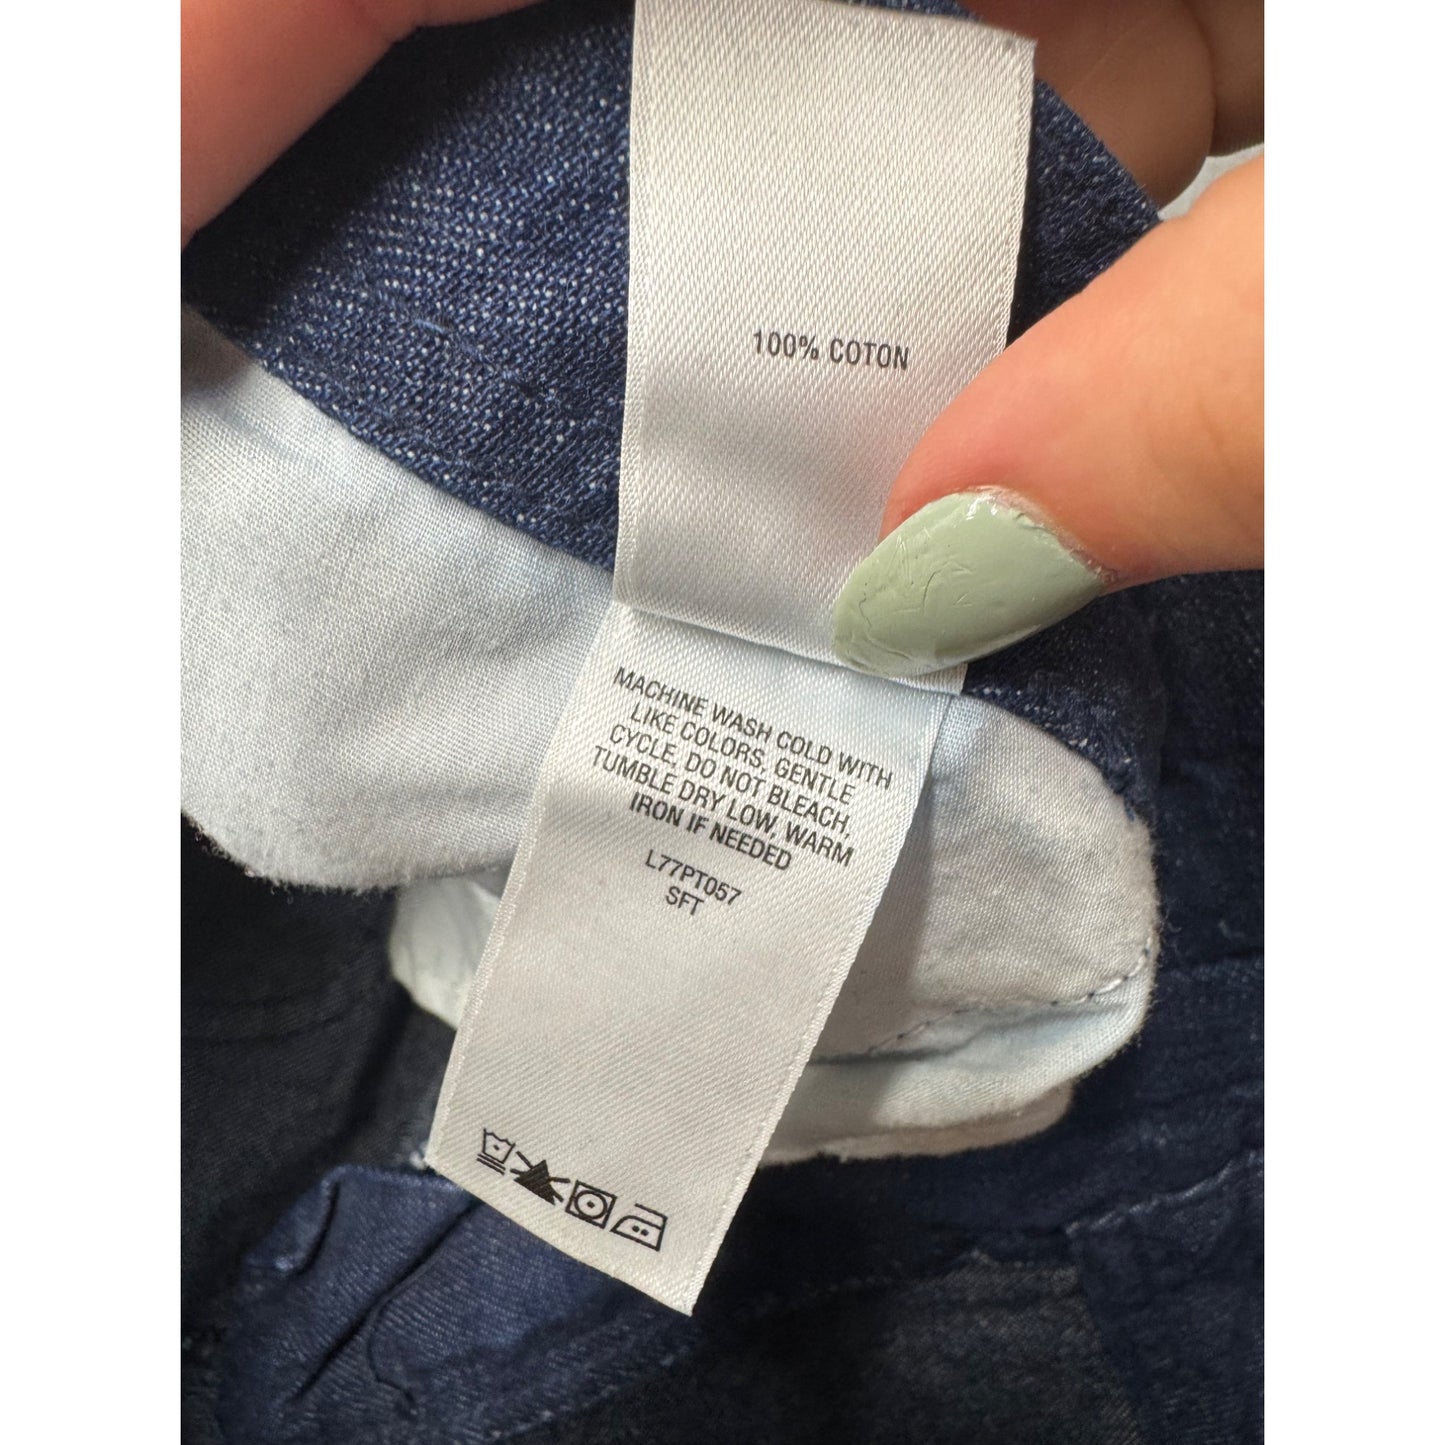 100% COTON
MACHINE WASH COLD WITH
LIKE COLORS, GENTLE
CYCLE, DO NOT BLEACH,
TUMBLE DRY LOW, WARM
IRON IF NEEDED
L77PT057
SFT